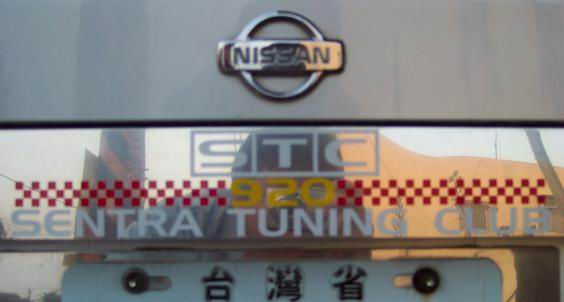 NISSAN
STC
920
SENTRA TUNING CLUB
台灣省